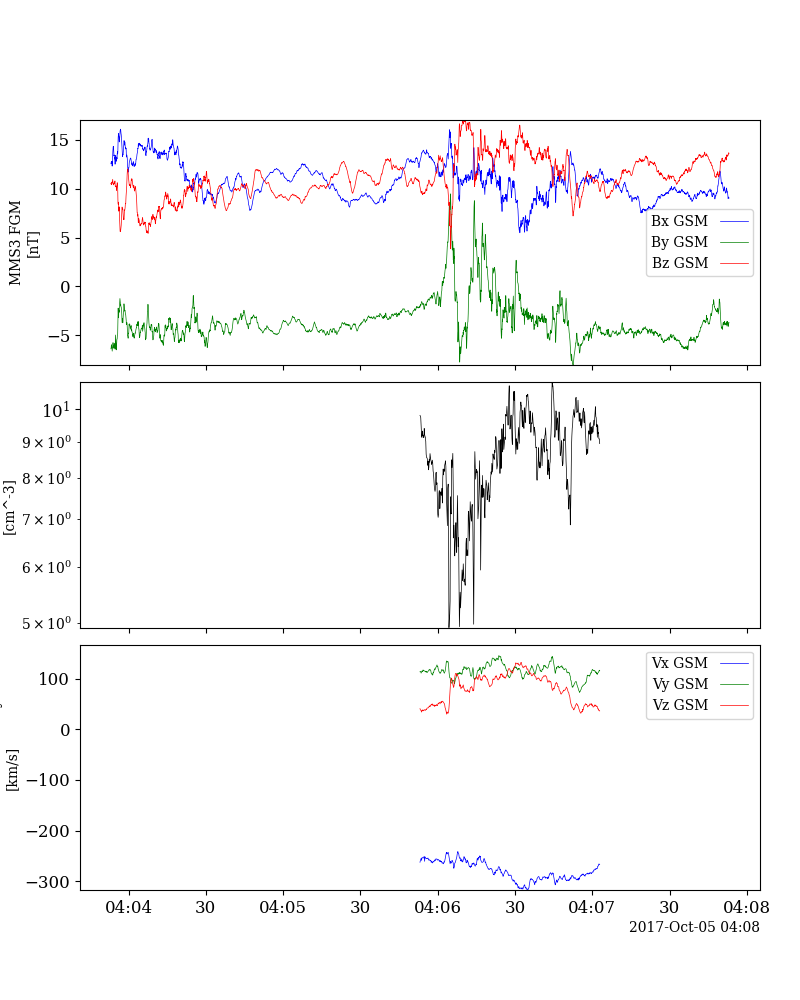 15
10
5
0
−5
MMS3 FGM
[nT]
Bx GSM
By GSM
Bz GSM
10¹
9 × 10⁰
8 × 10⁰
7 × 10⁰
6 × 10⁰
5 × 10⁰
[cm^-3]
100
0
−100
−200
−300
[km/s]
Vx GSM
Vy GSM
Vz GSM
04:04 30 04:05 30 04:06 30 04:07 30 04:08
2017-Oct-05 04:08